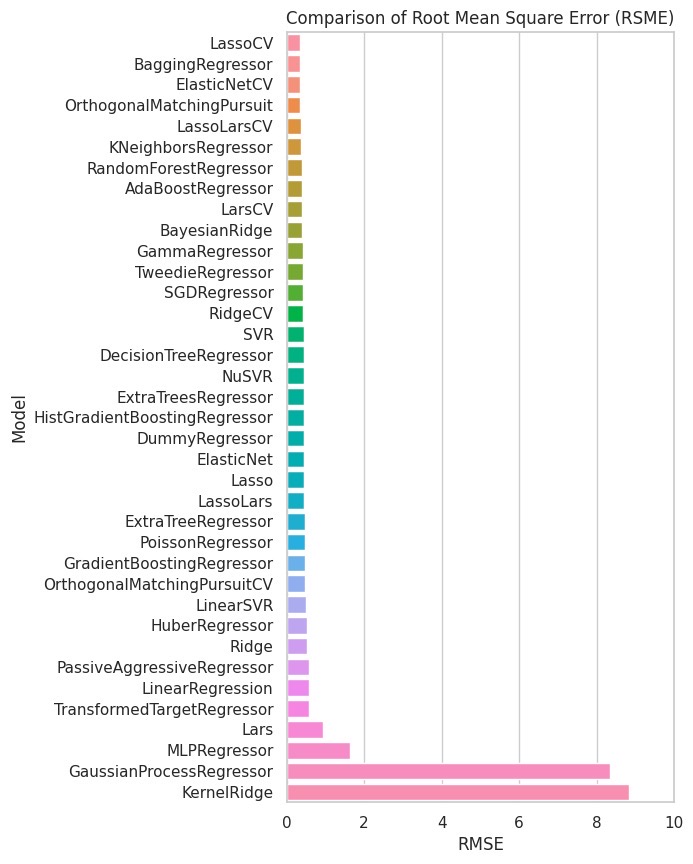 Comparison of Root Mean Square Error (RSME)
LassoCV
BaggingRegressor
ElasticNetCV
OrthogonalMatchingPursuit
LassoLarsCV
KNeighborsRegressor
RandomForestRegressor
AdaBoostRegressor
LarsCV
BayesianRidge
GammaRegressor
TweedieRegressor
SGDRegressor
RidgeCV
SVR
DecisionTreeRegressor
NuSVR
ExtraTreesRegressor
HistGradientBoostingRegressor
DummyRegressor
ElasticNet
Lasso
LassoLars
ExtraTreeRegressor
PoissonRegressor
GradientBoostingRegressor
OrthogonalMatchingPursuitCV
LinearSVR
HuberRegressor
Ridge
PassiveAggressiveRegressor
LinearRegression
TransformedTargetRegressor
Lars
MLPRegressor
GaussianProcessRegressor
KernelRidge
Model
0 2 4 6 8 10
RMSE